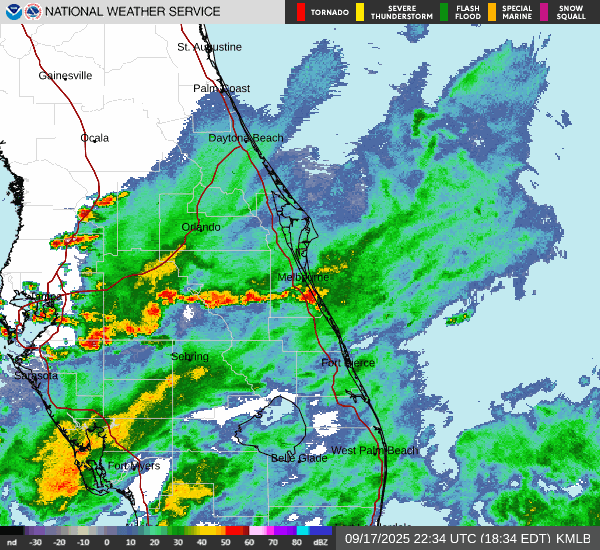 NATIONAL WEATHER SERVICE
TORNADO
SEVERE
THUNDERSTORM
FLASH
FLOOD
SPECIAL
MARINE
SNOW
SQUALL
St. Augustine
Gainesville
Palm Coast
Ocala
Daytona Beach
Orlando
Melbourne
Tampa
Sebring
Fort Pierce
Sarasota
West Palm Beach
Belle Glade
Fort Myers
nd -30 -20 -10 0 10 20 30 40 50 60 70 80 dBZ
09/17/2025 22:34 UTC (18:34 EDT) KMLB